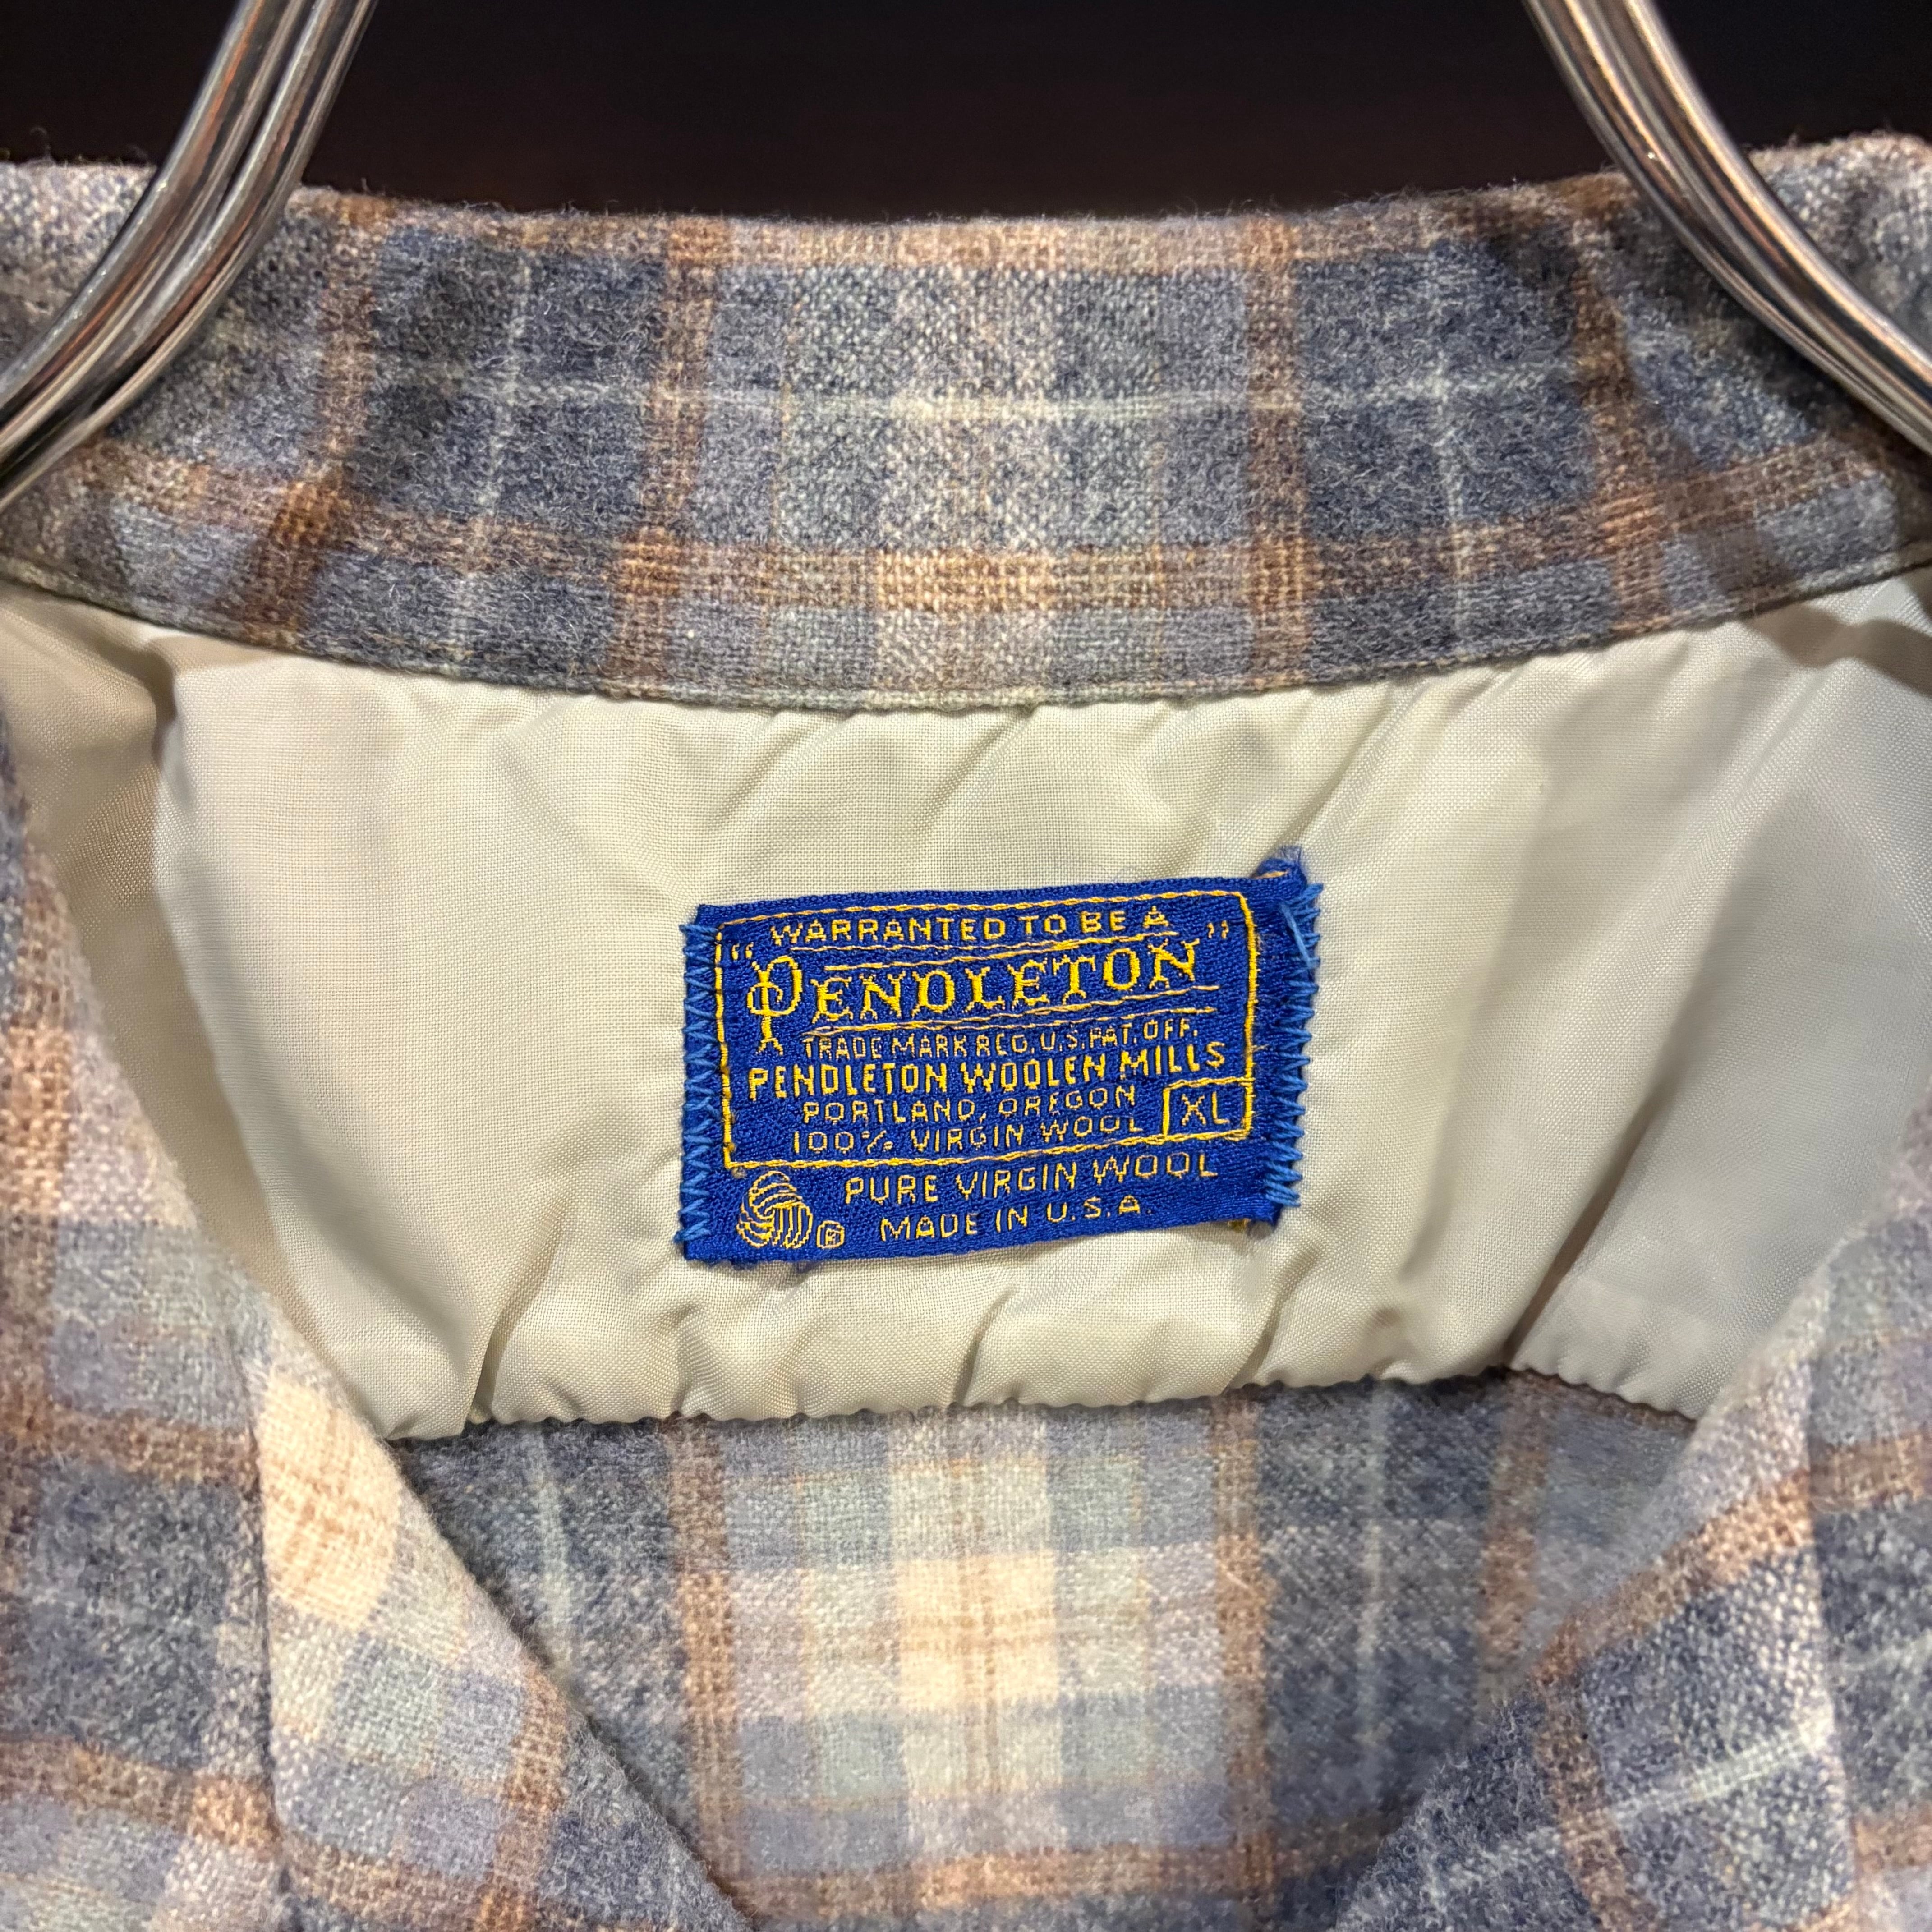 WARRANTED TO BE A
"PENDLETON"
TRADE MARK REG. U.S. PAT. OFF.
PENDLETON WOOLEN MILLS
PORTLAND, OREGON
100% VIRGIN WOOL XL
PURE VIRGIN WOOL
® MADE IN U.S.A.